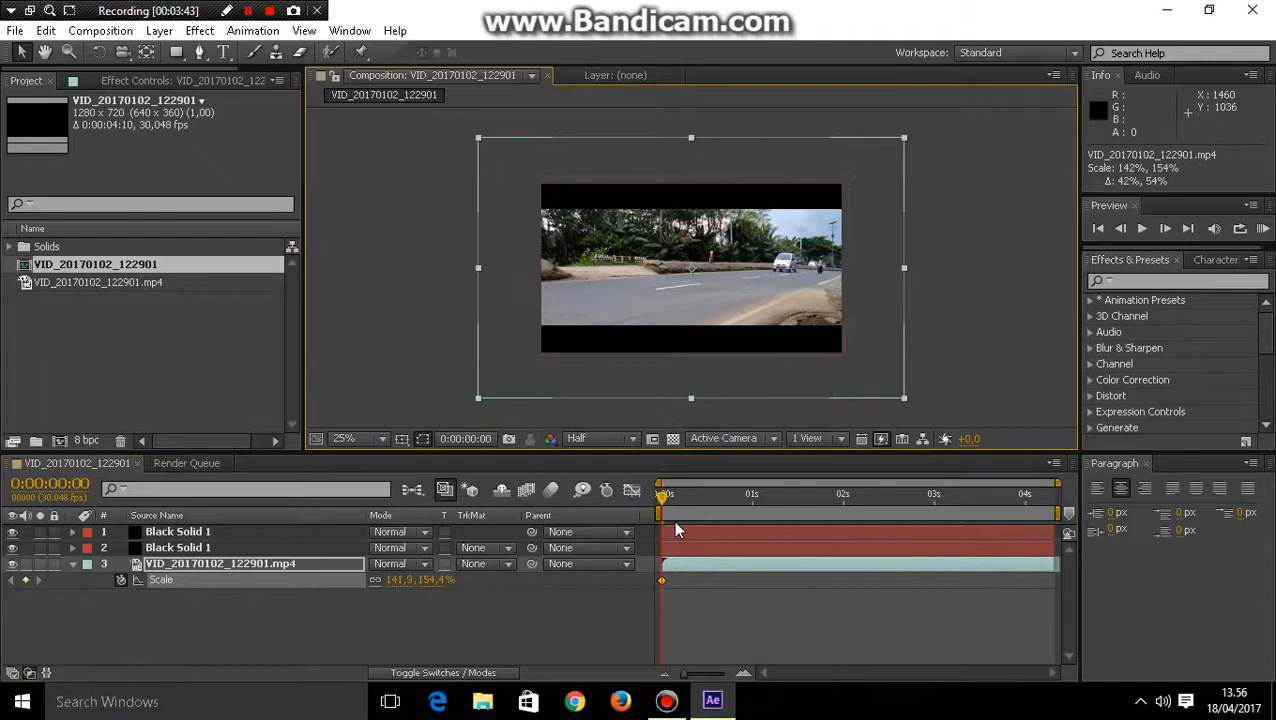 Recording [00:03:43]
www.Bandicam.com
File Edit Composition Layer Effect Animation View Window Help
Workspace: Standard
Search Help
Project
Effect Controls: VID_20170102_122
Composition: VID_20170102_122901
Layer: (none)
Info
Audio
VID_20170102_122901
VID_20170102_122901
1280 x 720 (640 x 360) (1,00)
Δ 0:00:04:10, 30,048 fps
R :
G :
B :
A : 0
X : 1460
Y : 1036
VID_20170102_122901.mp4
Scale: 142%, 154%
Δ: 42%, 54%
Preview
Name
Solids
VID_20170102_122901
VID_20170102_122901.mp4
Effects & Presets
Character
* Animation Presets
3D Channel
Audio
Blur & Sharpen
Channel
Color Correction
Distort
Expression Controls
Generate
8 bpc
25%
0:00:00:00
Half
Active Camera
1 View
+0,0
VID_20170102_122901
Render Queue
Paragraph
0:00:00:00
00000 (30.048 fps)
01s
02s
03s
04s
# Source Name Mode T TrkMat Parent
1 Black Solid 1 Normal None
2 Black Solid 1 Normal None None
3 VID_20170102_122901.mp4 Normal None None
Scale 141,9,154,4%
0 px 0 px 0 px
0 px 0 px
Toggle Switches / Modes
Search Windows
13.56
18/04/2017